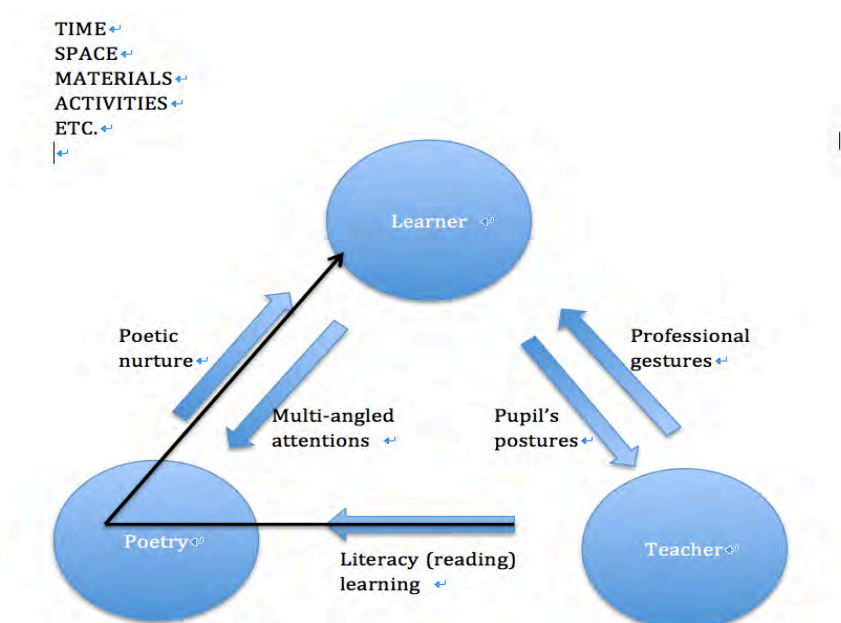 TIME
SPACE
MATERIALS
ACTIVITIES
ETC.
Learner
Poetic
nurture
Professional
gestures
Multi-angled
attentions
Pupil's
postures
Poetry
Literacy (reading)
learning
Teacher